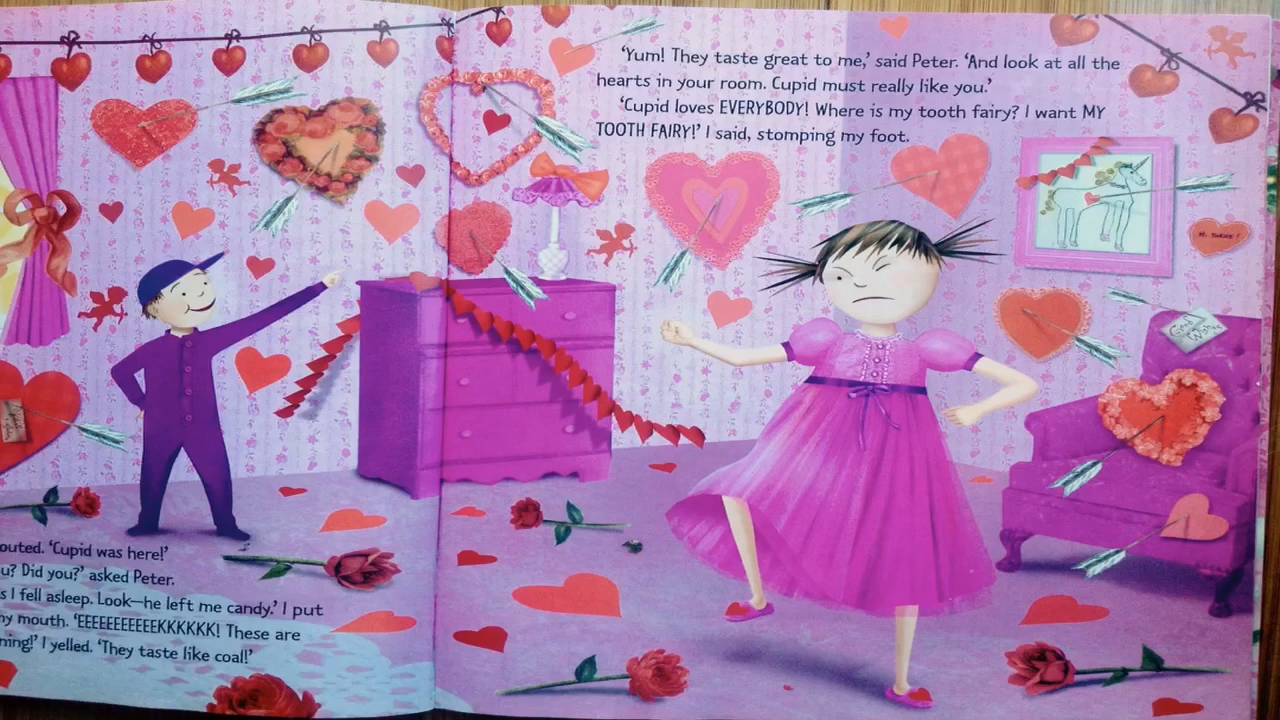 outed. ‘Cupid was here!’
u? Did you?’ asked Peter.
s I fell asleep. Look—he left me candy.’ I put
my mouth. ‘EEEEEEEEEEEKKKKKK! These are
ning!’ I yelled. ‘They taste like coal!’
‘Yum! They taste great to me,’ said Peter. ‘And look at all the
hearts in your room. Cupid must really like you.’
‘Cupid loves EVERYBODY! Where is my tooth fairy? I want MY
TOOTH FAIRY!’ I said, stomping my foot.
Hi, THERE!
Good